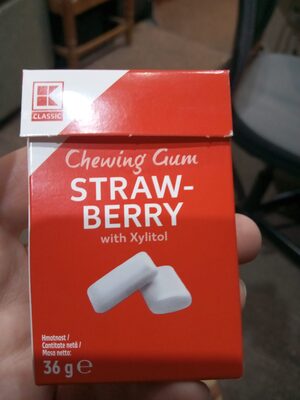 K
CLASSIC
Chewing Gum
STRAW-
BERRY
with Xylitol
Hmotnost /
Cantitate netă /
Masa netto:
36 g ℮